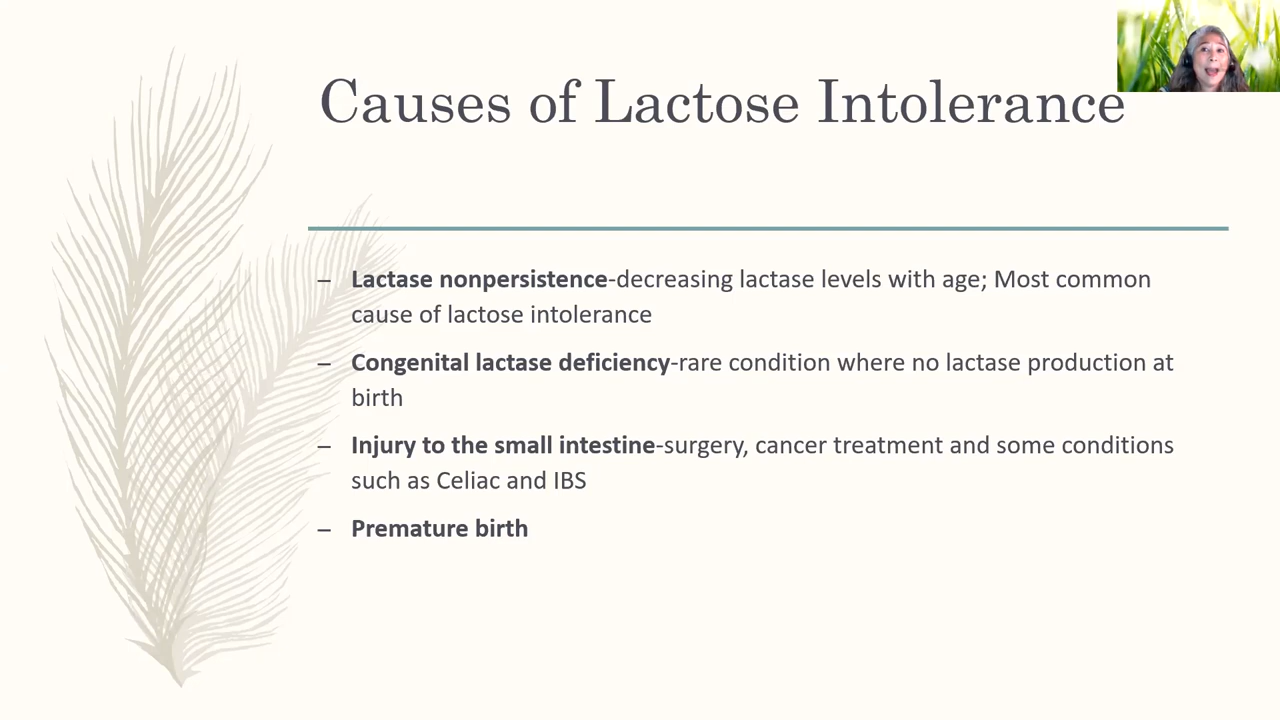 Causes of Lactose Intolerance
– Lactase nonpersistence-decreasing lactase levels with age; Most common
cause of lactose intolerance
– Congenital lactase deficiency-rare condition where no lactase production at
birth
– Injury to the small intestine-surgery, cancer treatment and some conditions
such as Celiac and IBS
– Premature birth